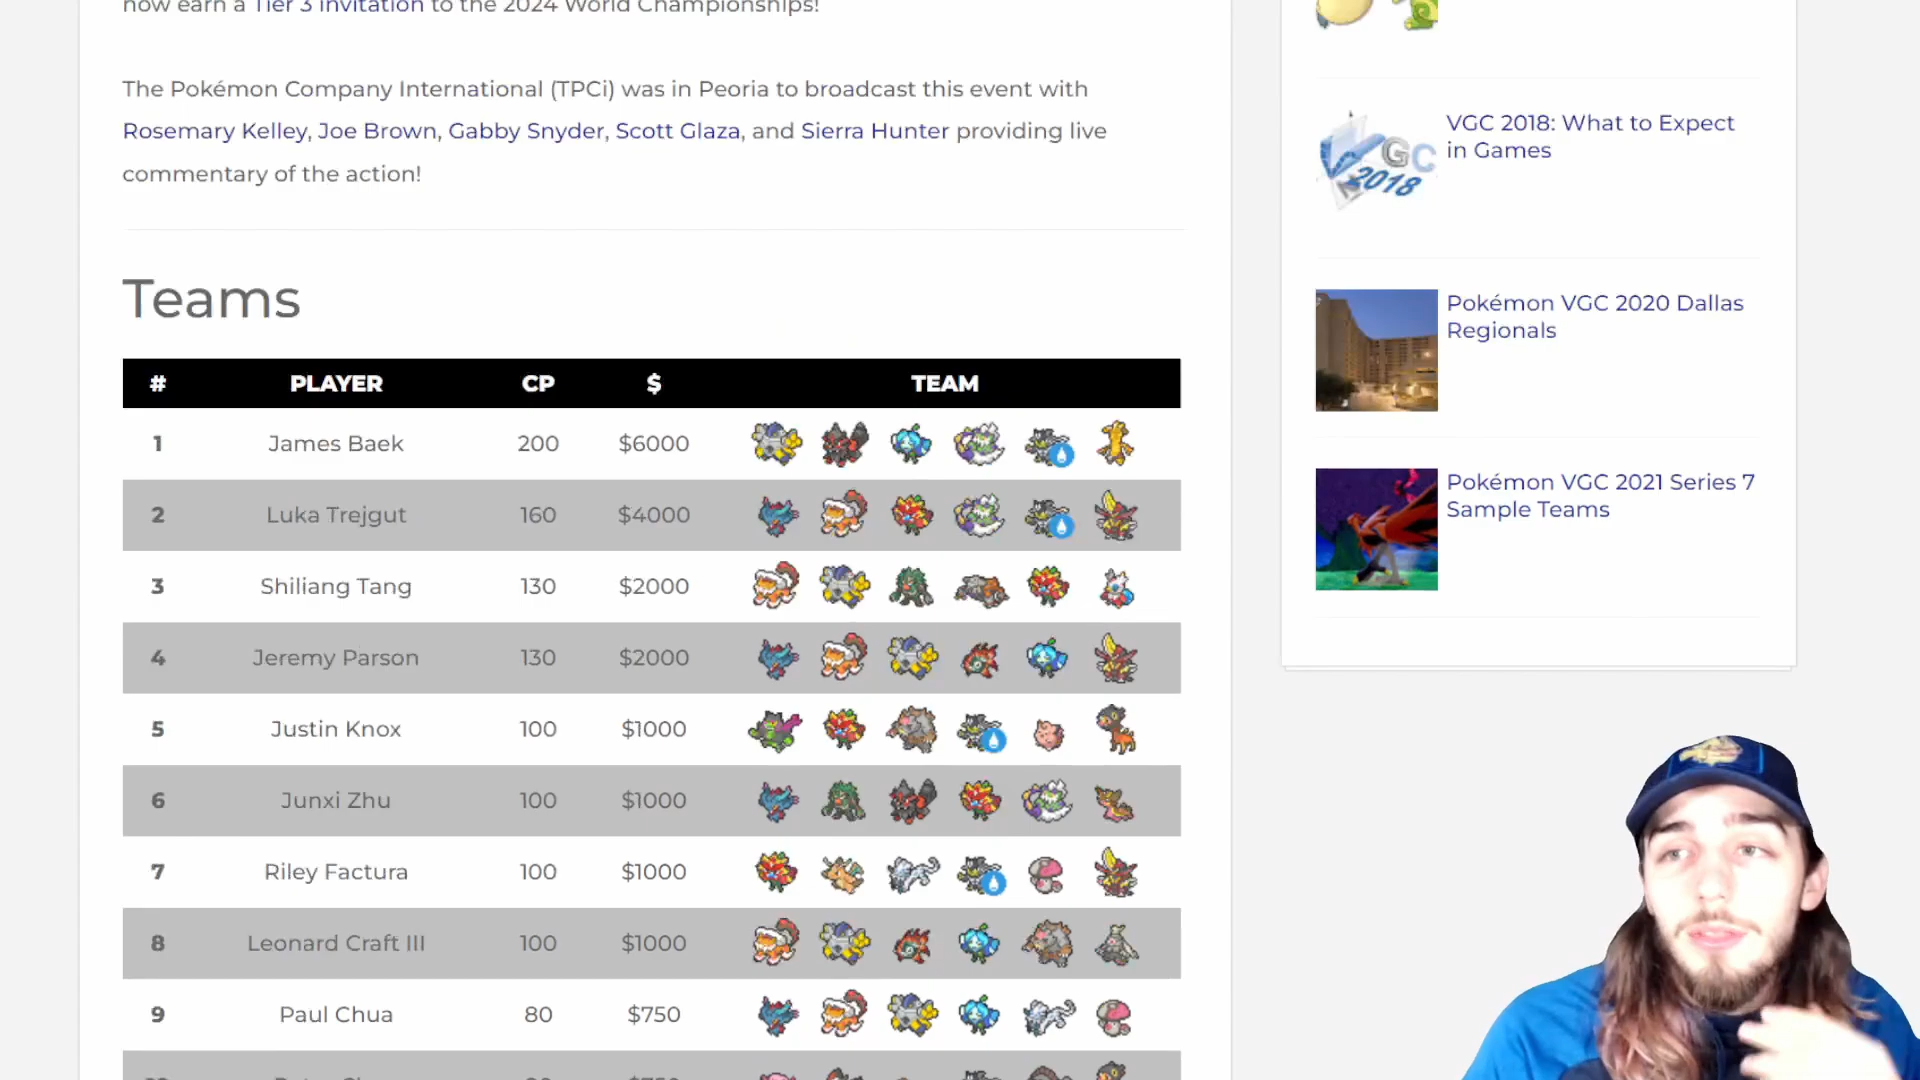 now earn a Tier 3 invitation to the 2024 World Championships!
The Pokémon Company International (TPCi) was in Peoria to broadcast this event with
Rosemary Kelley, Joe Brown, Gabby Snyder, Scott Glaza, and Sierra Hunter providing live
commentary of the action!
Teams
# PLAYER CP $ TEAM
1 James Baek 200 $6000
2 Luka Trejgut 160 $4000
3 Shiliang Tang 130 $2000
4 Jeremy Parson 130 $2000
5 Justin Knox 100 $1000
6 Junxi Zhu 100 $1000
7 Riley Factura 100 $1000
8 Leonard Craft III 100 $1000
9 Paul Chua 80 $750
VGC 2018
VGC 2018: What to Expect
in Games
Pokémon VGC 2020 Dallas
Regionals
Pokémon VGC 2021 Series 7
Sample Teams